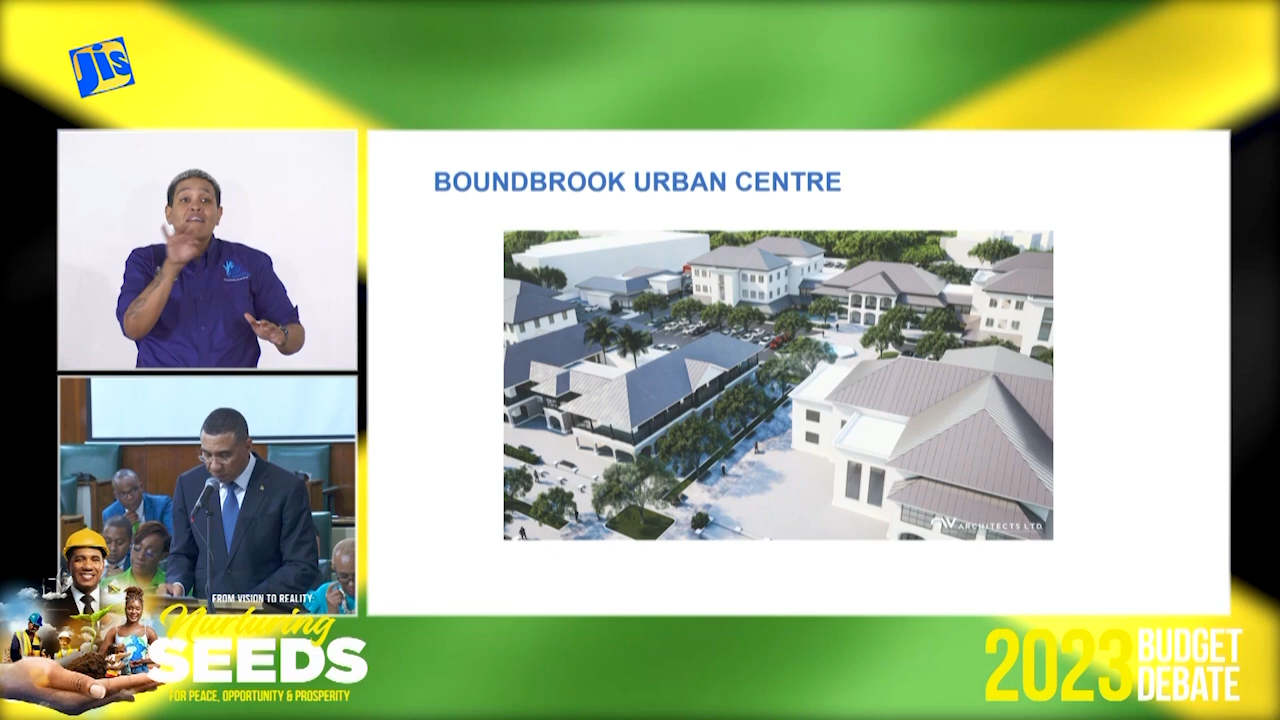 Jis
BOUNDBROOK URBAN CENTRE
ARCHITECTS LTD.
FROM VISION TO REALITY:
Nurturing
SEEDS
FOR PEACE, OPPORTUNITY & PROSPERITY
2023 BUDGET
DEBATE